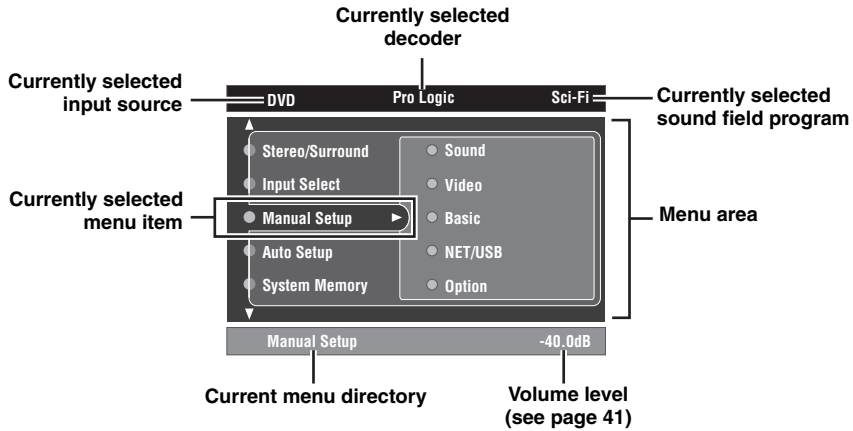 Currently selected
decoder
Currently selected
input source
DVD
Pro Logic
Sci-Fi
Currently selected
sound field program
Stereo/Surround
Sound
Input Select
Video
Currently selected
menu item
Manual Setup
Basic
Menu area
Auto Setup
NET/USB
System Memory
Option
Manual Setup
-40.0dB
Current menu directory
Volume level
(see page 41)